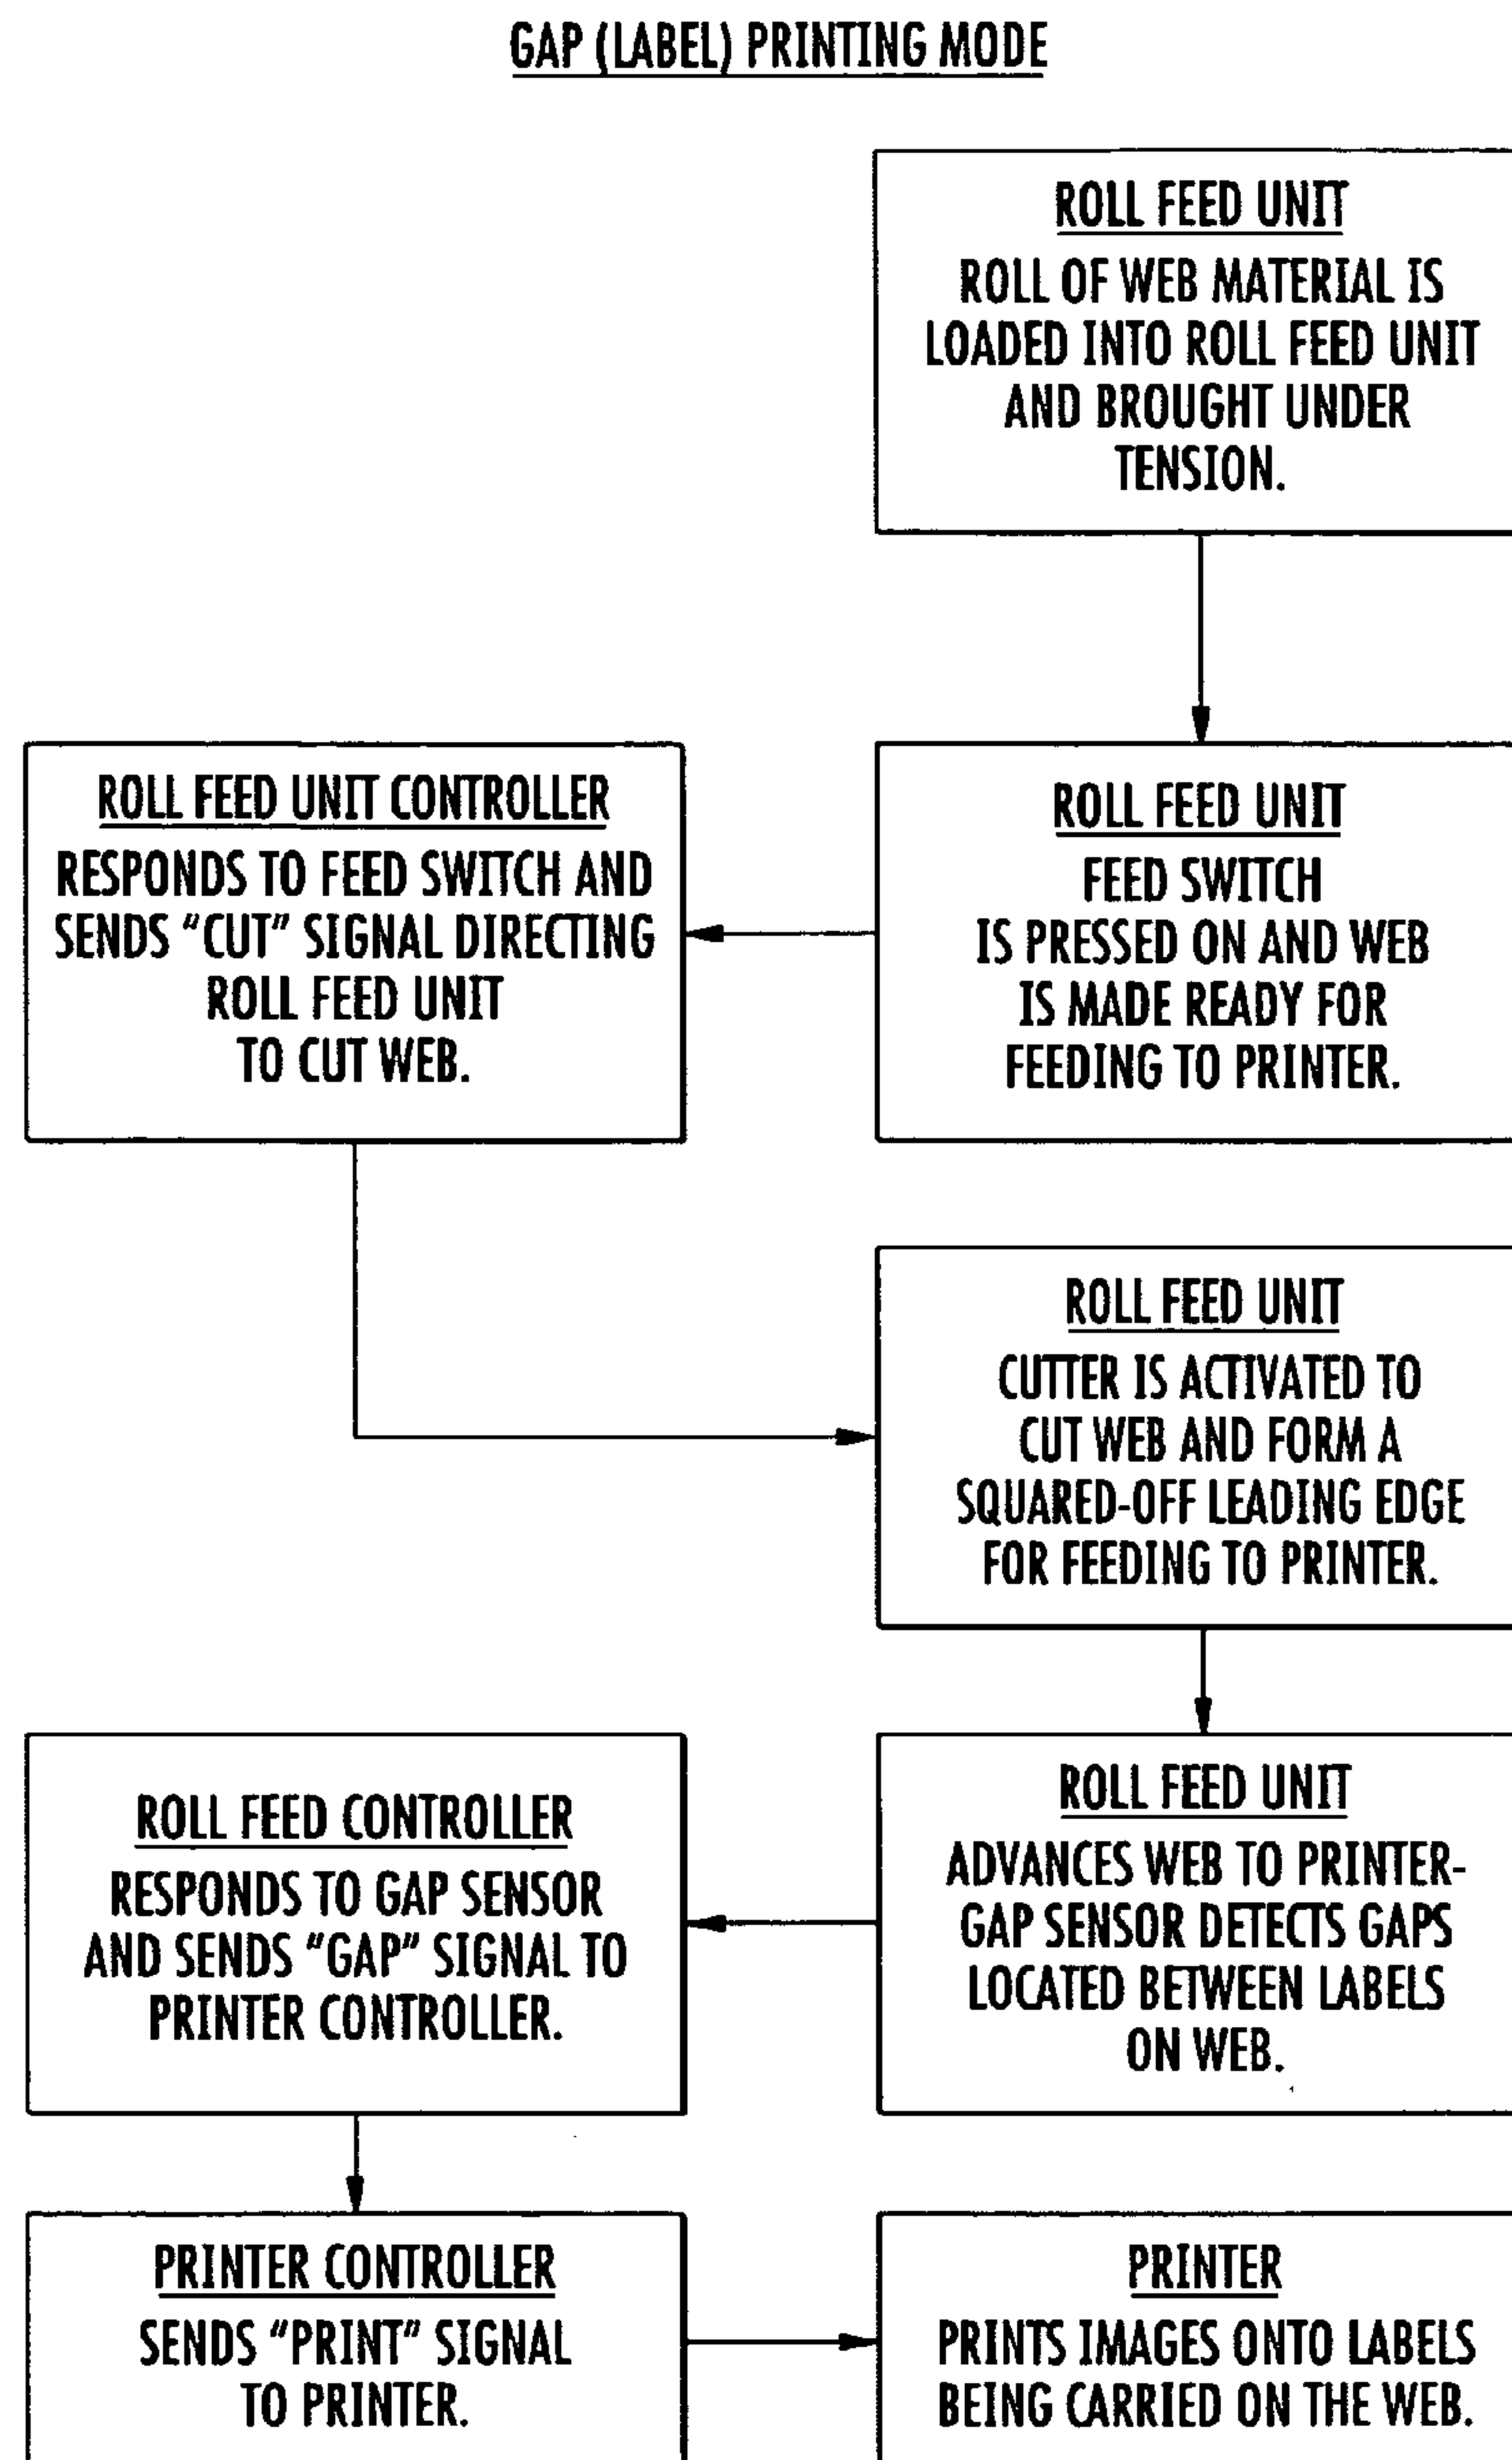 GAP (LABEL) PRINTING MODE
ROLL FEED UNIT
ROLL OF WEB MATERIAL IS
LOADED INTO ROLL FEED UNIT
AND BROUGHT UNDER
TENSION.
ROLL FEED UNIT
FEED SWITCH
IS PRESSED ON AND WEB
IS MADE READY FOR
FEEDING TO PRINTER.
ROLL FEED UNIT CONTROLLER
RESPONDS TO FEED SWITCH AND
SENDS "CUT" SIGNAL DIRECTING
ROLL FEED UNIT
TO CUT WEB.
ROLL FEED UNIT
CUTTER IS ACTIVATED TO
CUT WEB AND FORM A
SQUARED-OFF LEADING EDGE
FOR FEEDING TO PRINTER.
ROLL FEED UNIT
ADVANCES WEB TO PRINTER-
GAP SENSOR DETECTS GAPS
LOCATED BETWEEN LABELS
ON WEB.
ROLL FEED CONTROLLER
RESPONDS TO GAP SENSOR
AND SENDS "GAP" SIGNAL TO
PRINTER CONTROLLER.
PRINTER CONTROLLER
SENDS "PRINT" SIGNAL
TO PRINTER.
PRINTER
PRINTS IMAGES ONTO LABELS
BEING CARRIED ON THE WEB.